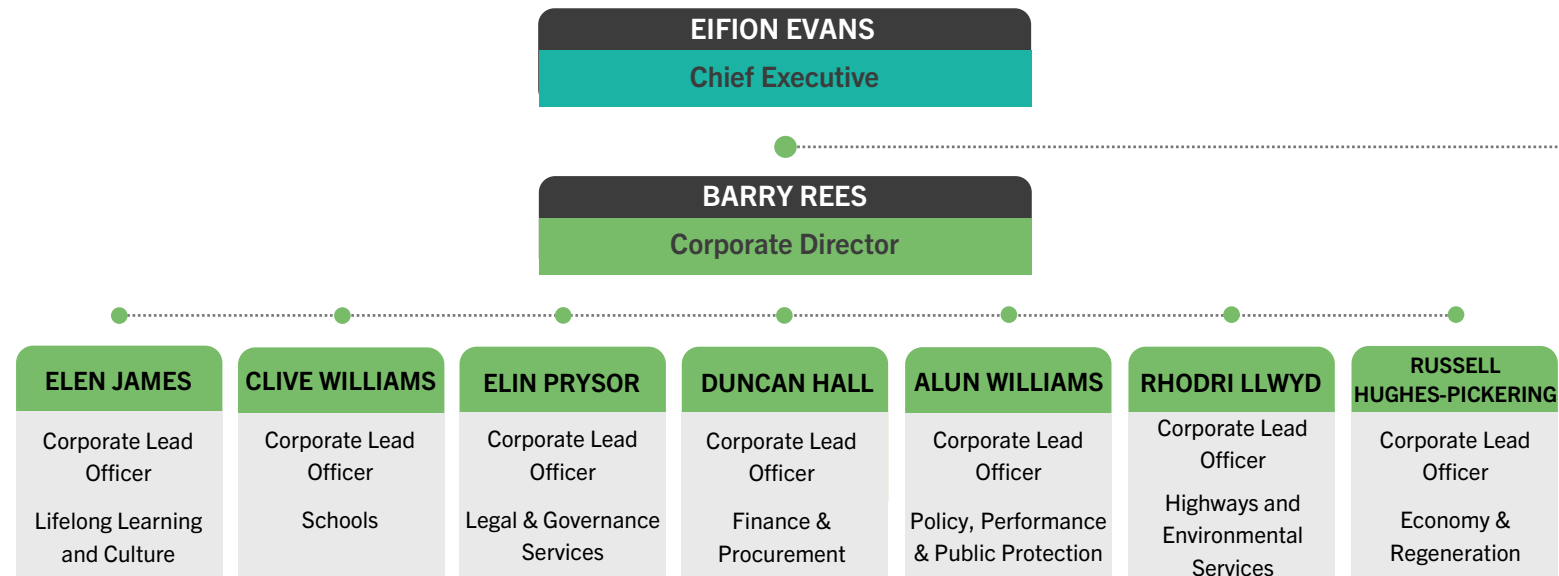 EIFION EVANS
Chief Executive
BARRY REES
Corporate Director
ELEN JAMES
Corporate Lead
Officer
Lifelong Learning
and Culture
CLIVE WILLIAMS
Corporate Lead
Officer
Schools
ELIN PRYSOR
Corporate Lead
Officer
Legal & Governance
Services
DUNCAN HALL
Corporate Lead
Officer
Finance &
Procurement
ALUN WILLIAMS
Corporate Lead
Officer
Policy, Performance
& Public Protection
RHODRI LLWYD
Corporate Lead
Officer
Highways and
Environmental
Services
RUSSELL
HUGHES-PICKERING
Corporate Lead
Officer
Economy &
Regeneration